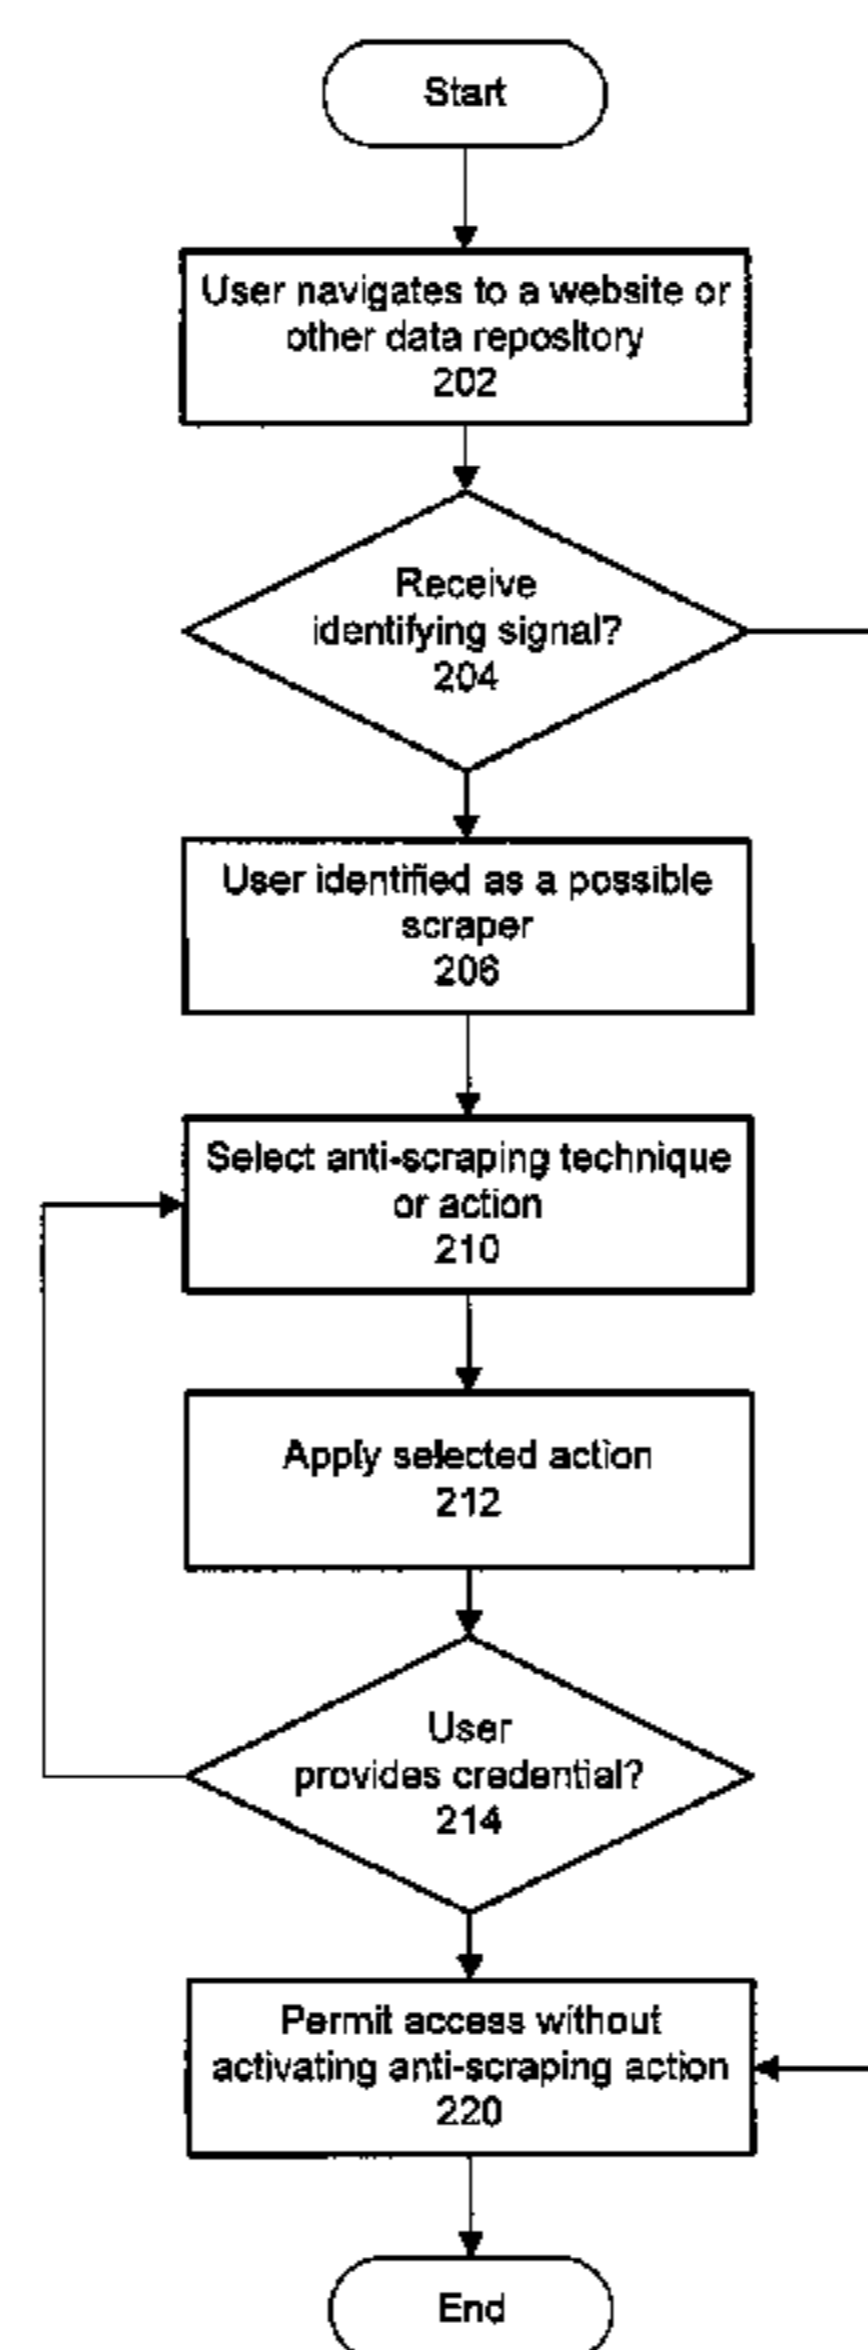 Start
User navigates to a website or
other data repository
202
Receive
identifying signal?
204
User identified as a possible
scraper
206
Select anti-scraping technique
or action
210
Apply selected action
212
User
provides credential?
214
Permit access without
activating anti-scraping action
220
End